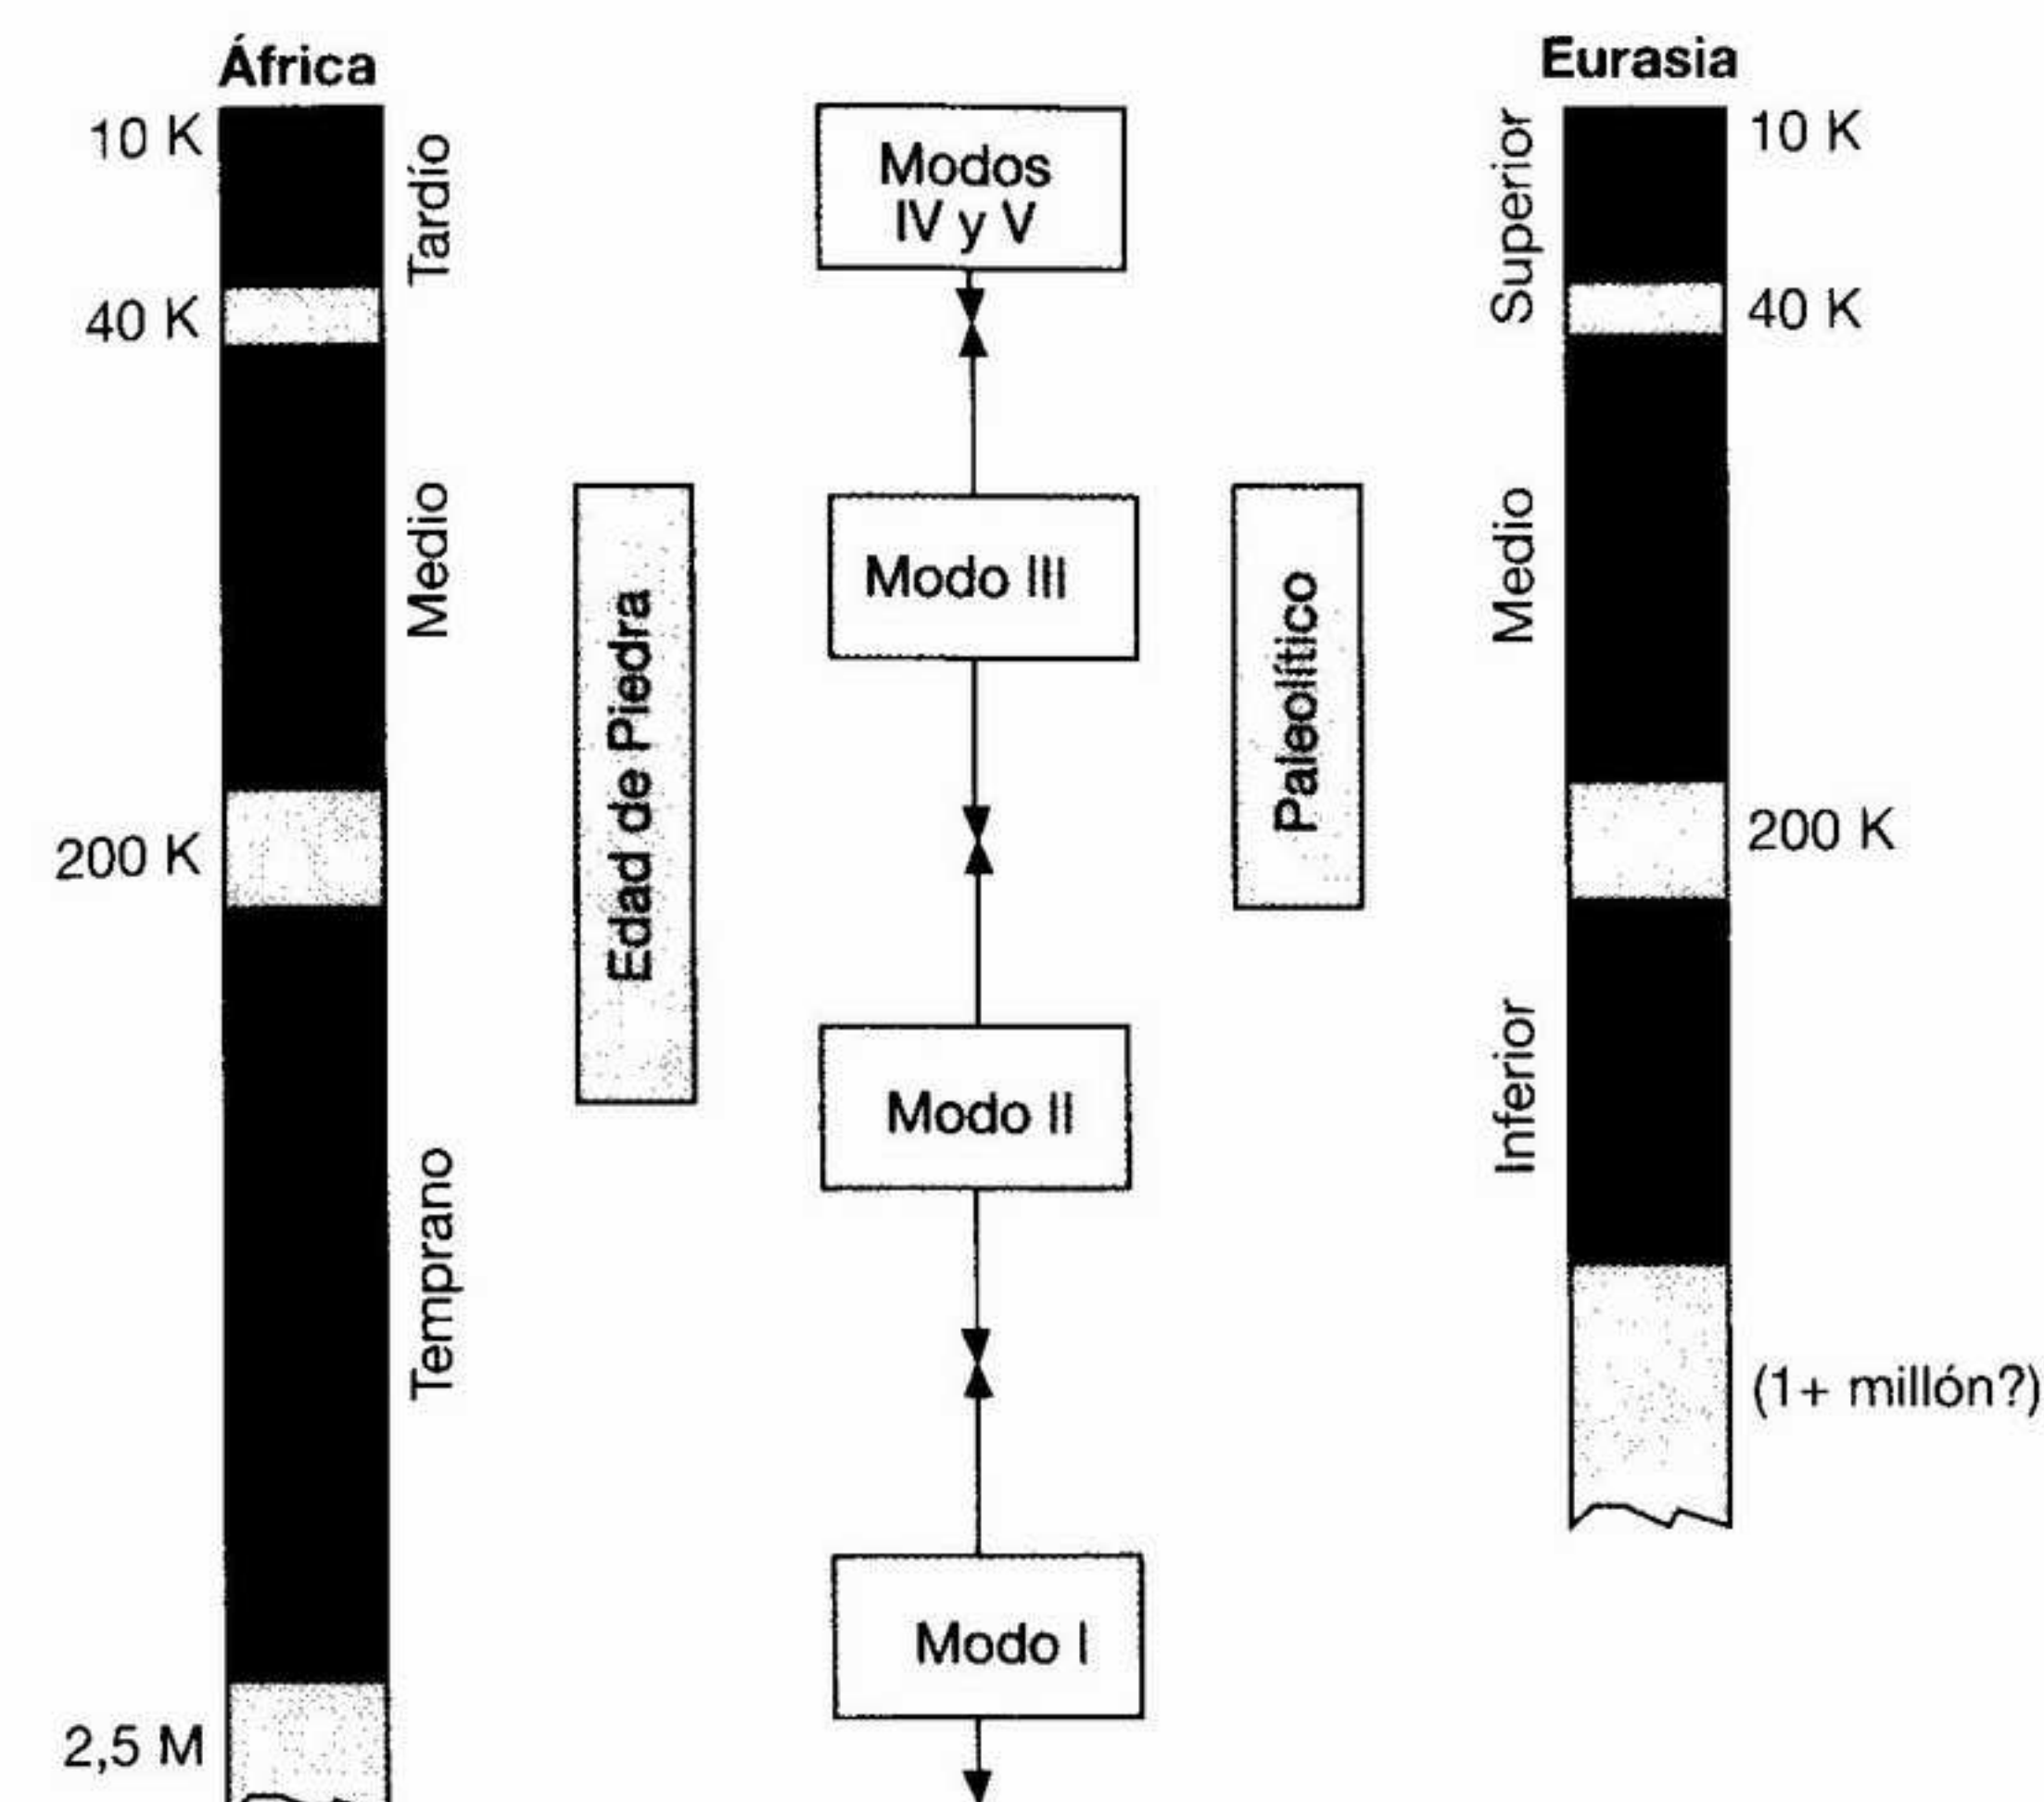 África
10 K
Tardío
40 K
Medio
200 K
Temprano
2,5 M
Edad de Piedra
Modos
IV y V
Modo III
Modo II
Modo I
Paleolítico
Eurasia
Superior
10 K
40 K
Medio
200 K
Inferior
(1+ millón?)